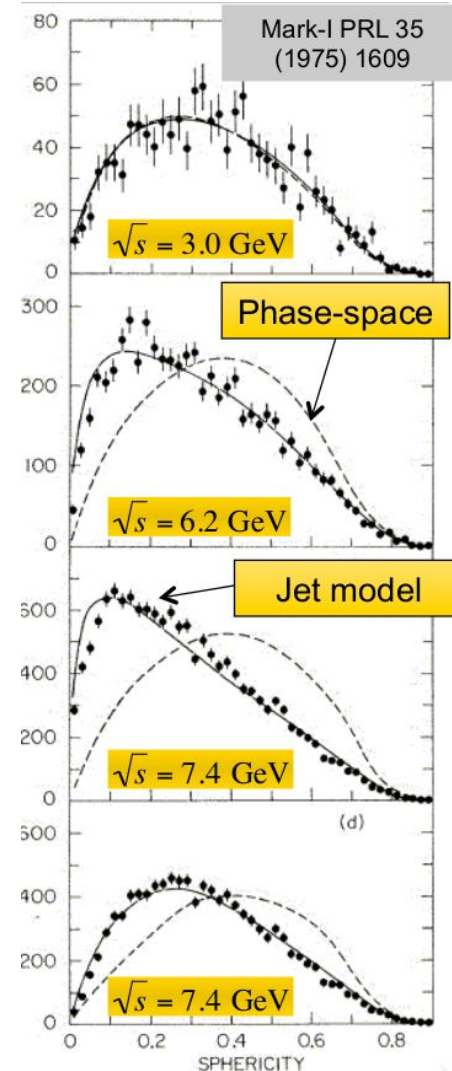 Mark-I PRL 35
(1975) 1609
80
60
40
20
0
√s = 3.0 GeV
300
200
100
0
Phase-space
√s = 6.2 GeV
600
400
200
0
Jet model
√s = 7.4 GeV
(d)
600
400
200
0
√s = 7.4 GeV
0 0.2 0.4 0.6 0.8
SPHERICITY